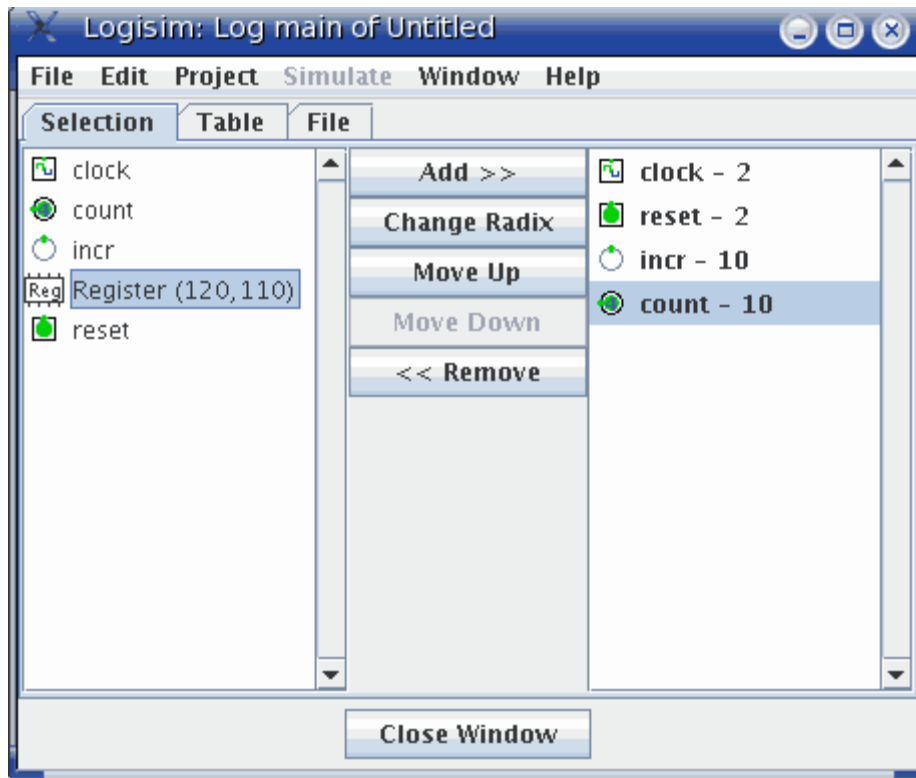 Logisim: Log main of Untitled
File Edit Project Simulate Window Help
Selection Table File
clock
count
incr
Reg Register (120,110)
reset
Add >>
Change Radix
Move Up
Move Down
<< Remove
clock - 2
reset - 2
incr - 10
count - 10
Close Window